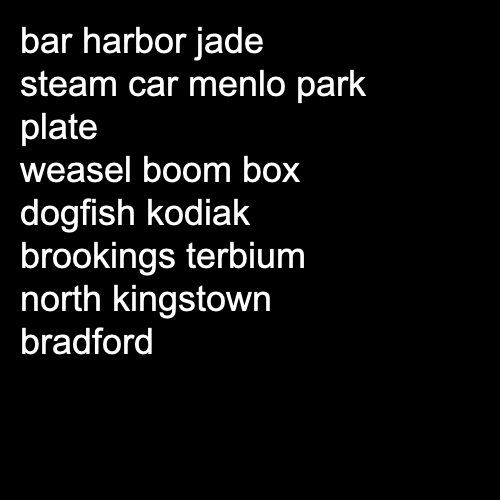 bar harbor jade
steam car menlo park
plate
weasel boom box
dogfish kodiak
brookings terbium
north kingstown
bradford